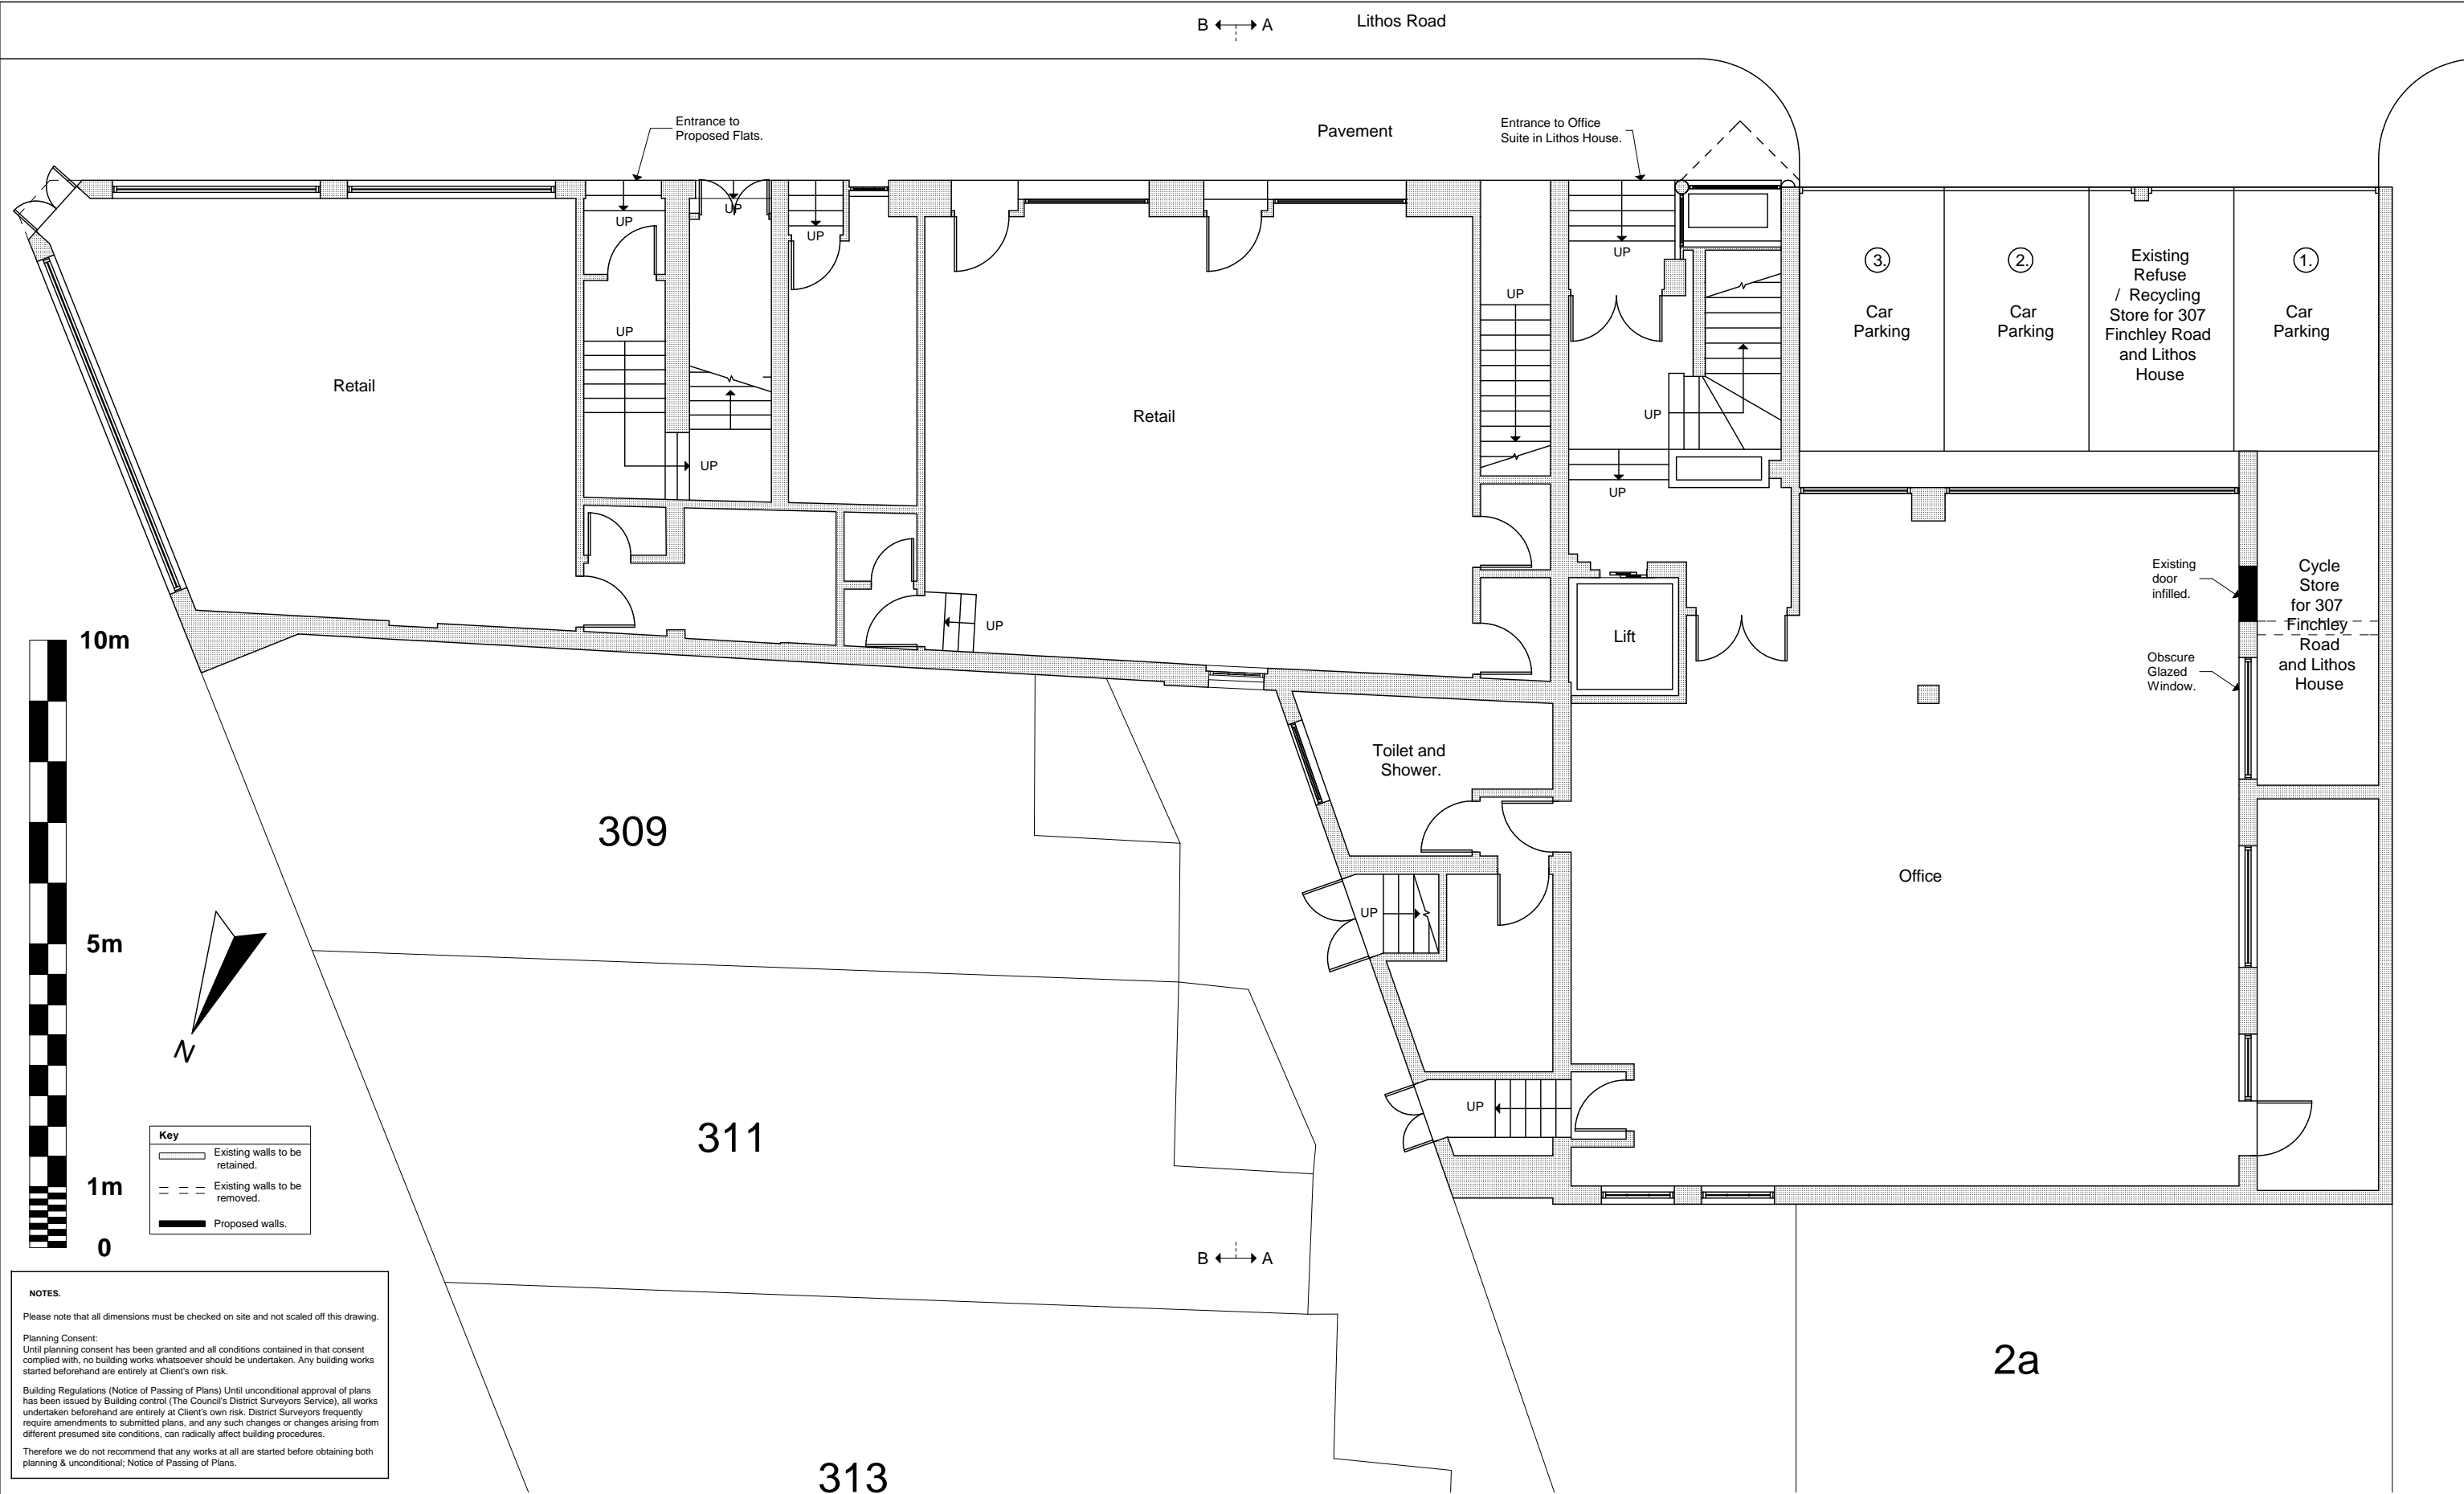 B A
Lithos Road
Entrance to
Proposed Flats.
Pavement
Entrance to Office
Suite in Lithos House.
UP
UP
UP
UP
UP
UP
UP
UP
UP
UP
UP
3.
Car
Parking
2.
Car
Parking
Existing
Refuse
/ Recycling
Store for 307
Finchley Road
and Lithos
House
1.
Car
Parking
Retail
Retail
Lift
Existing
door
infilled.
Cycle
Store
for 307
Finchley
Road
and Lithos
House
Obscure
Glazed
Window.
Toilet and
Shower.
UP
UP
Office
309
311
313
2a
10m
5m
1m
0
N
Key
Existing walls to be
retained.
Existing walls to be
removed.
Proposed walls.
B A
NOTES.
Please note that all dimensions must be checked on site and not scaled off this drawing.
Planning Consent:
Until planning consent has been granted and all conditions contained in that consent
complied with, no building works whatsoever should be undertaken. Any building works
started beforehand are entirely at Client's own risk.
Building Regulations (Notice of Passing of Plans) Until unconditional approval of plans
has been issued by Building control (The Council's District Surveyors Service), all works
undertaken beforehand are entirely at Client's own risk. District Surveyors frequently
require amendments to submitted plans, and any such changes or changes arising from
different presumed site conditions, can radically affect building procedures.
Therefore we do not recommend that any works at all are started before obtaining both
planning & unconditional; Notice of Passing of Plans.